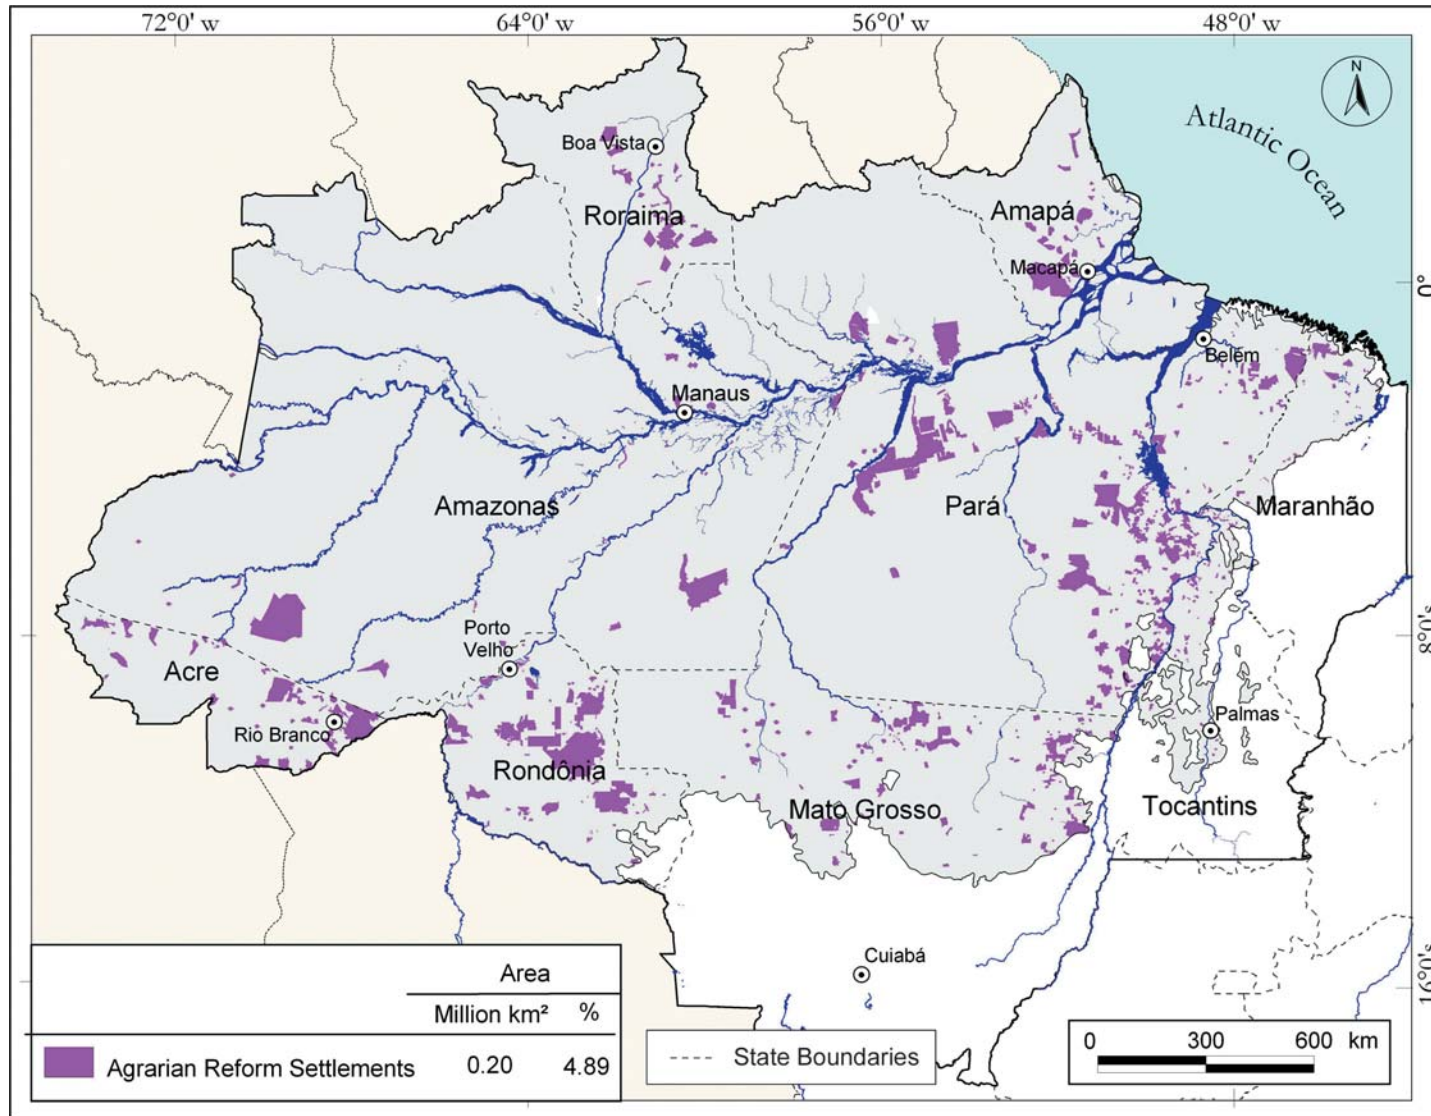 72°0' w
64°0' w
56°0' w
48°0' w
N
Atlantic Ocean
Boa Vista
Roraima
Amapá
Macapá
0°
Belém
Manaus
Amazonas
Pará
Maranhão
Porto
Velho
8°0's
Acre
Rio Branco
Palmas
Rondônia
Mato Grosso
Tocantins
Cuiabá
16°0's
Area
Million km² %
Agrarian Reform Settlements 0.20 4.89
State Boundaries
0 300 600 km